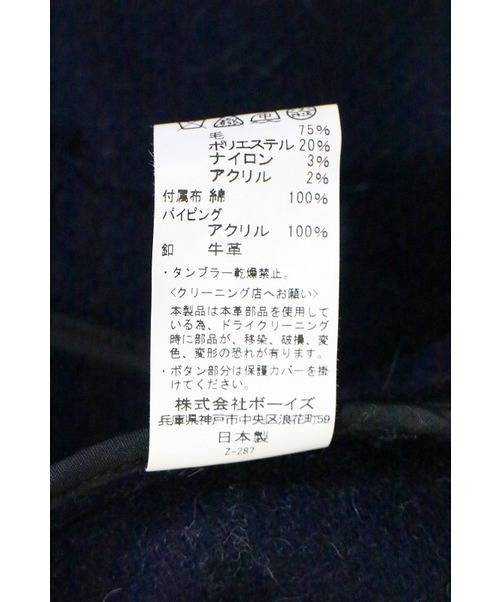 毛 75%
ポリエステル 20%
ナイロン 3%
アクリル 2%
付属布 綿 100%
パイピング
アクリル 100%
釦 牛革
・タンブラー乾燥禁止。
<クリーニング店へお願い>
本製品は本革部品を使用して
いる為、ドライクリーニング
時に部品が、移染、破損、変
色、変形の恐れが有ります。
・ボタン部分は保護カバーを掛
けてください。
株式会社ボーイズ
兵庫県神戸市中央区浪花町59
日本製
Z-287